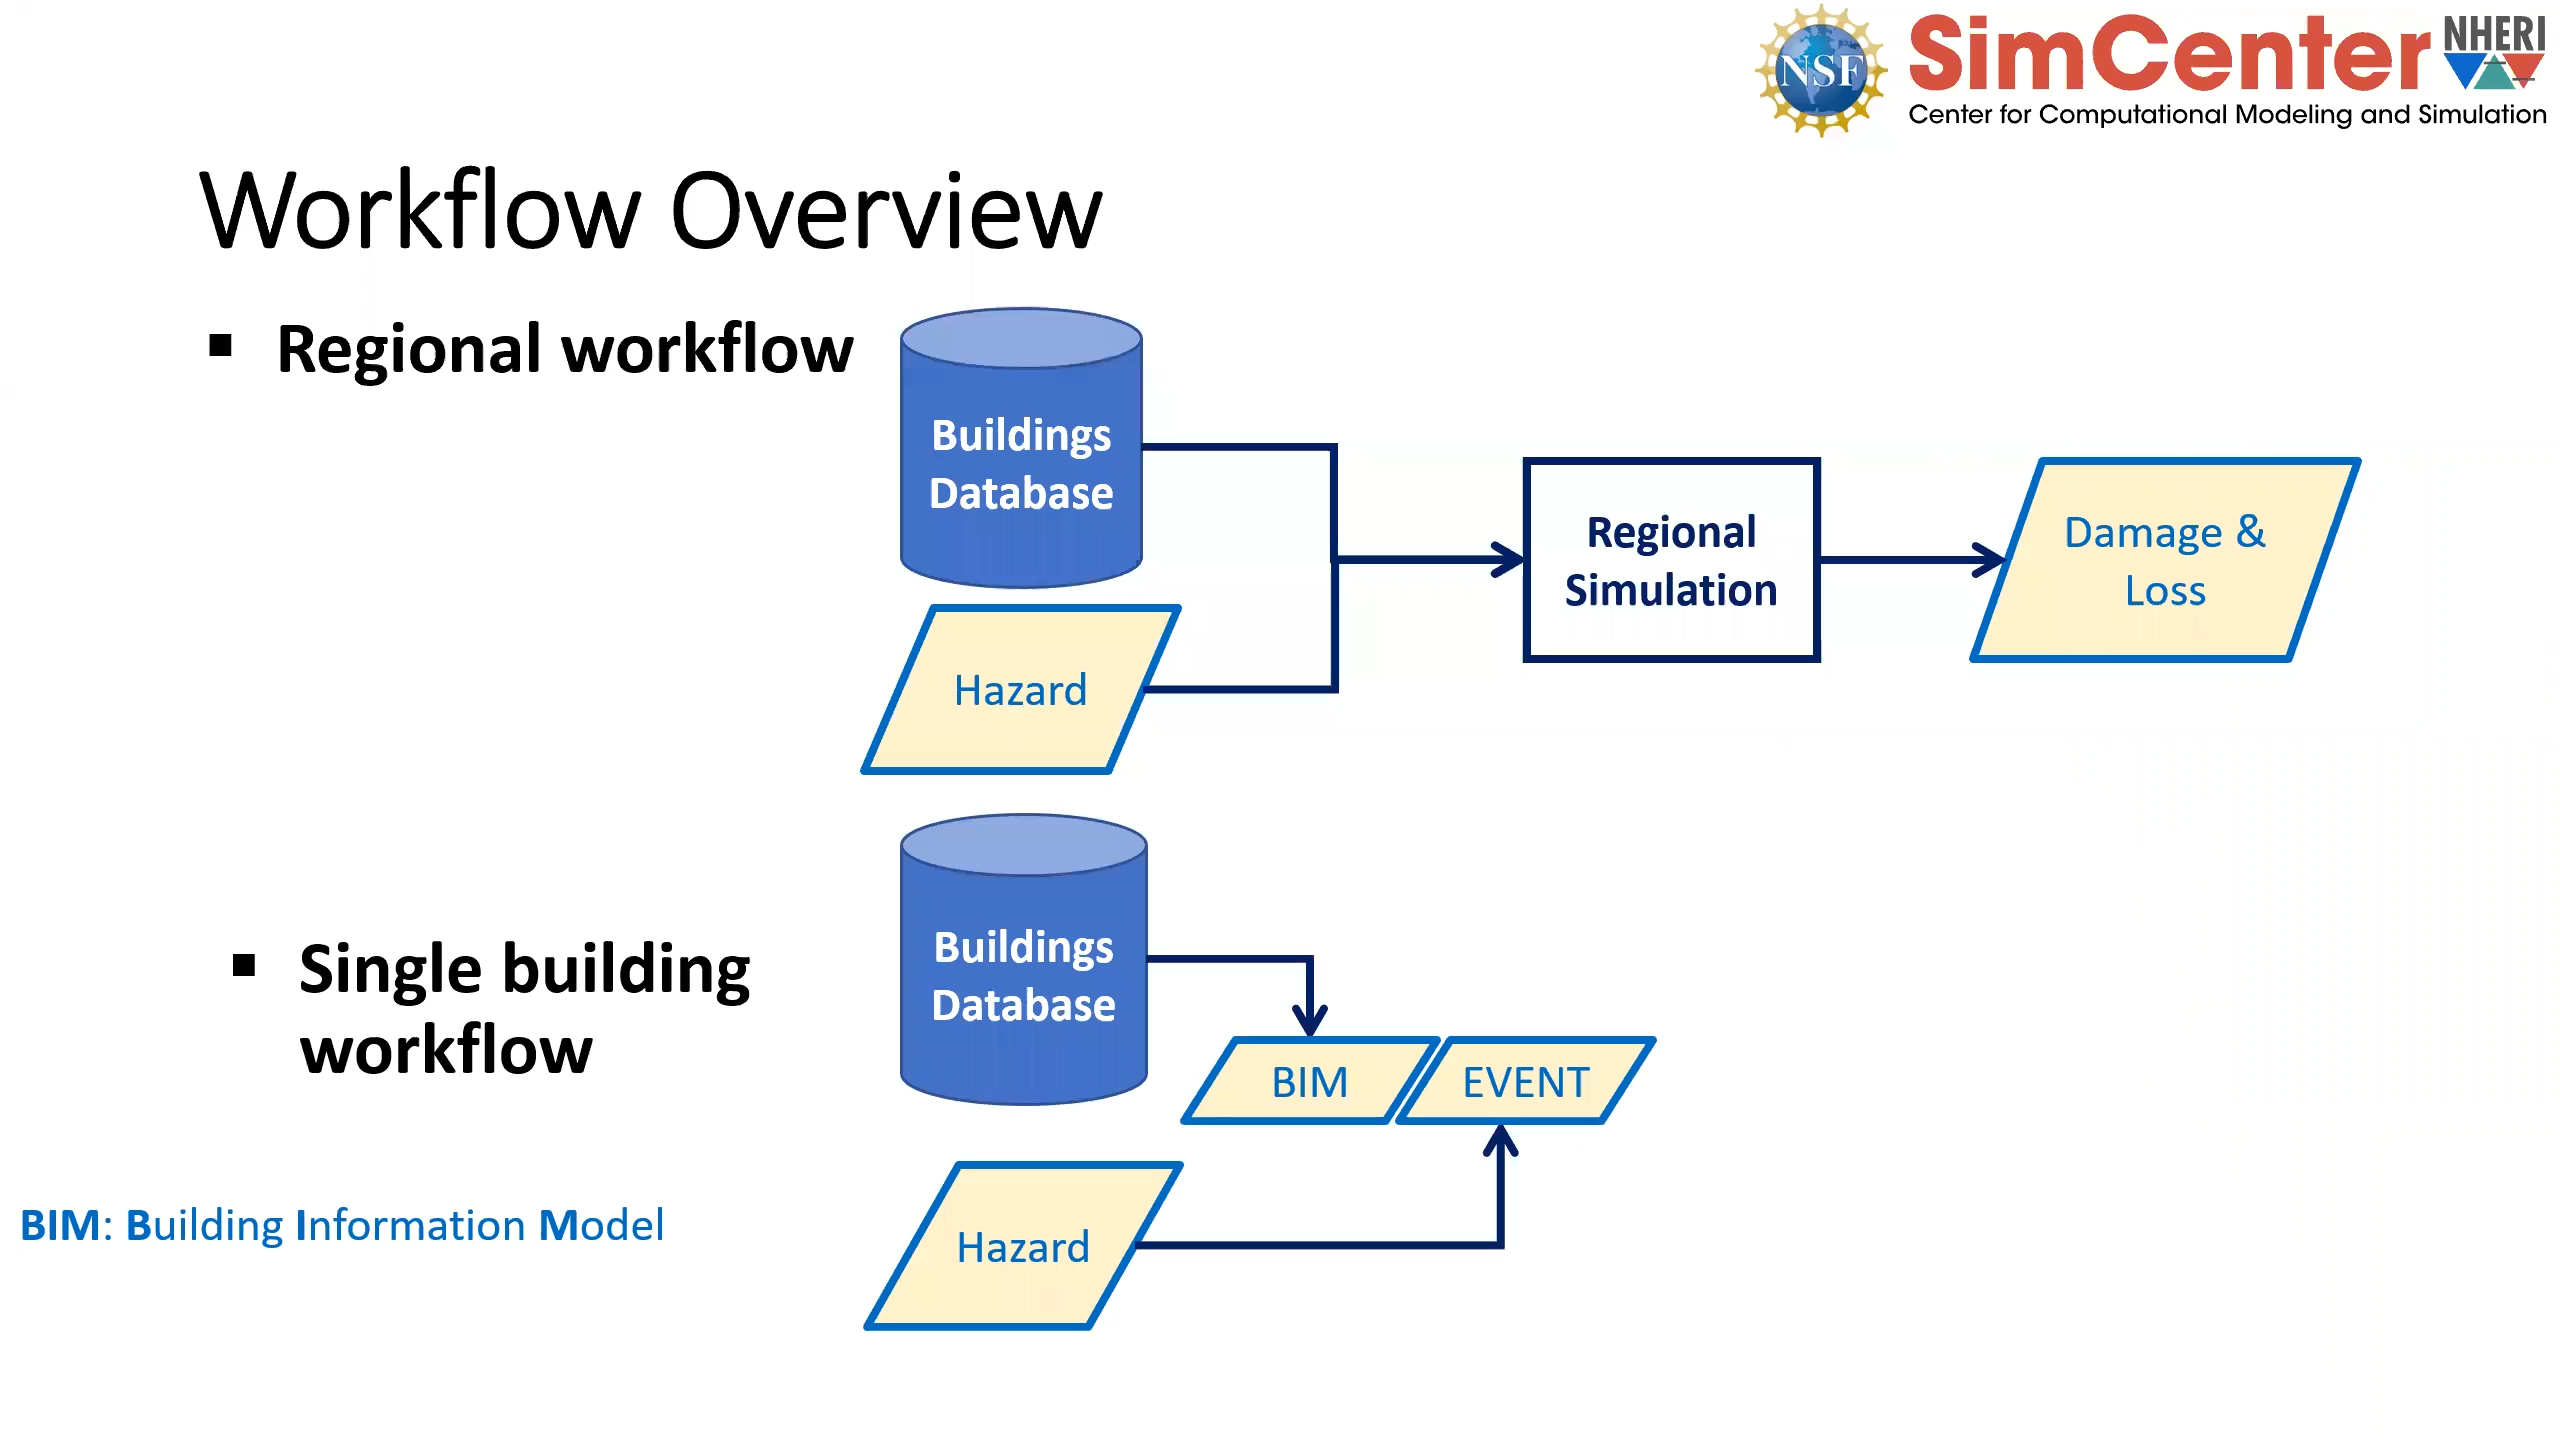 NSF
SimCenter
NHERI
Center for Computational Modeling and Simulation
Workflow Overview
▪ Regional workflow
Buildings
Database
Hazard
Regional
Simulation
Damage &
Loss
▪ Single building
workflow
Buildings
Database
BIM
EVENT
Hazard
BIM: Building Information Model